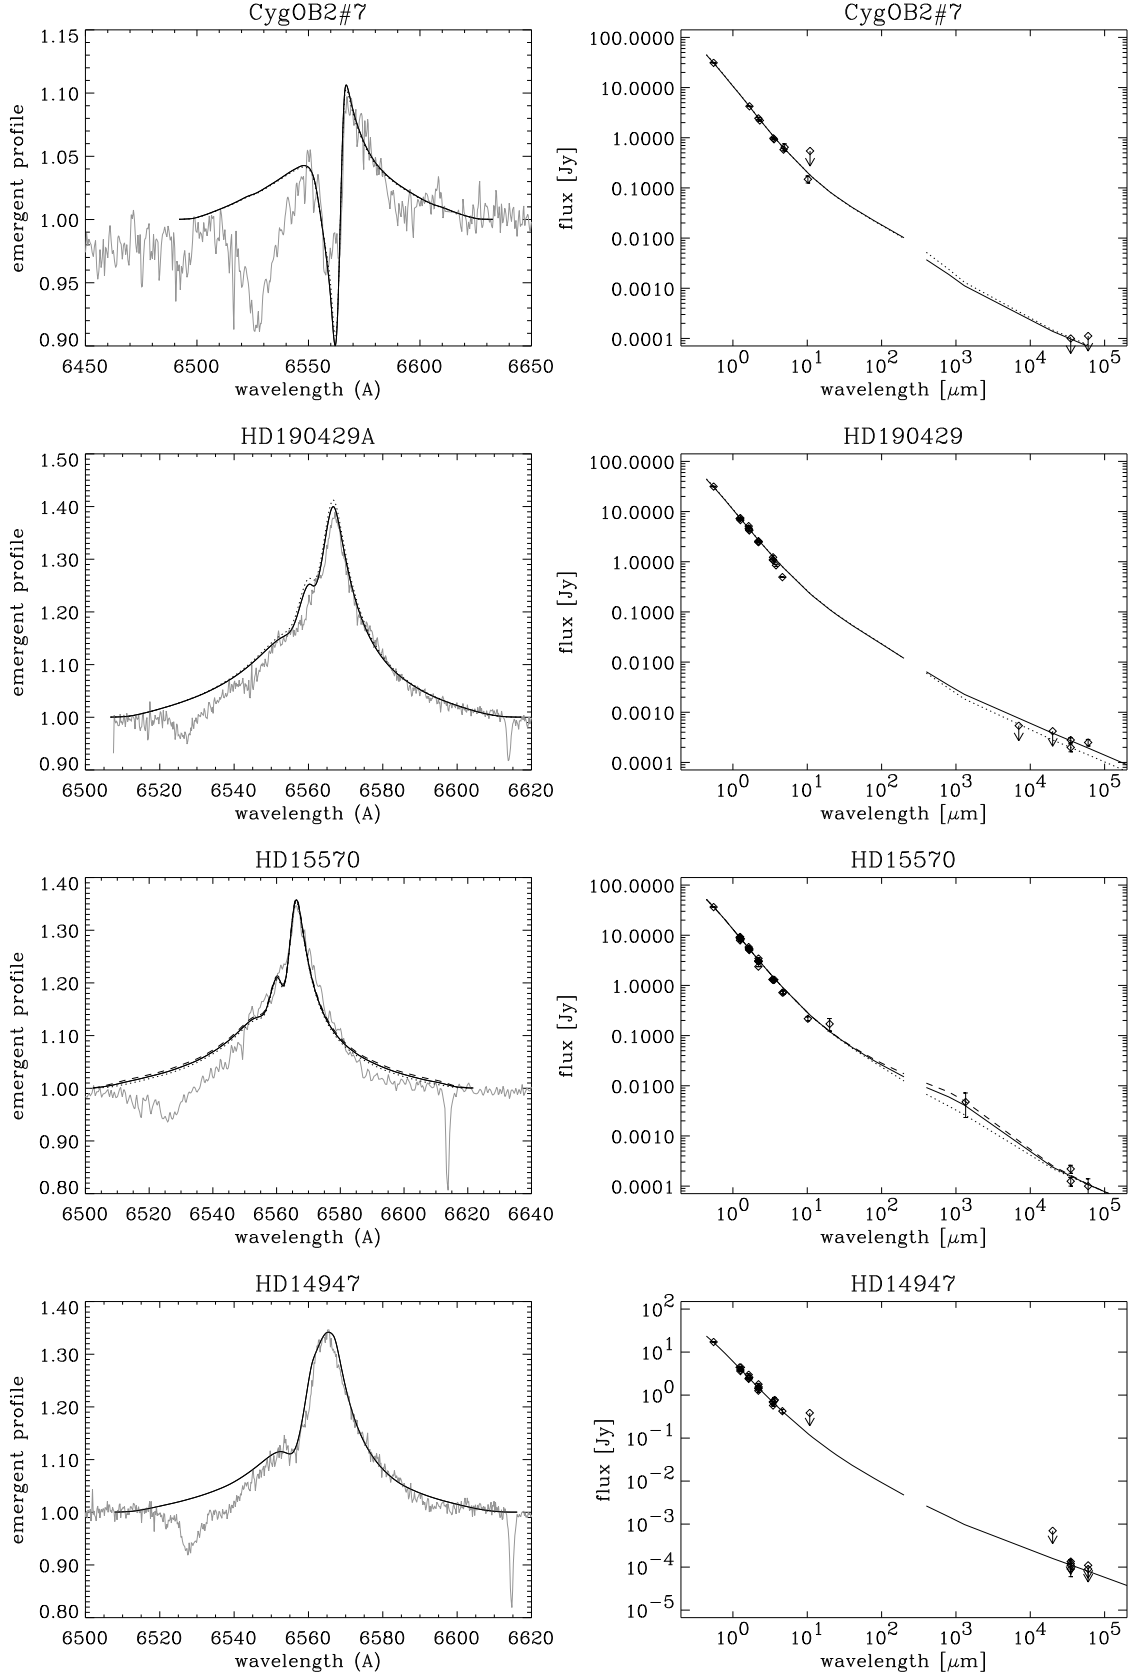 CygOB2#7
CygOB2#7
1.15
1.10
1.05
1.00
0.95
0.90
emergent profile
6450 6500 6550 6600 6650
wavelength (A)
100.0000
10.0000
1.0000
0.1000
0.0100
0.0010
0.0001
flux [Jy]
10^0 10^1 10^2 10^3 10^4 10^5
wavelength [μm]
HD190429A
HD190429
1.50
1.40
1.30
1.20
1.10
1.00
0.90
emergent profile
6500 6520 6540 6560 6580 6600 6620
wavelength (A)
100.0000
10.0000
1.0000
0.1000
0.0100
0.0010
0.0001
flux [Jy]
10^0 10^1 10^2 10^3 10^4 10^5
wavelength [μm]
HD15570
HD15570
1.40
1.30
1.20
1.10
1.00
0.90
0.80
emergent profile
6500 6520 6540 6560 6580 6600 6620 6640
wavelength (A)
100.0000
10.0000
1.0000
0.1000
0.0100
0.0010
0.0001
flux [Jy]
10^0 10^1 10^2 10^3 10^4 10^5
wavelength [μm]
HD14947
HD14947
1.40
1.30
1.20
1.10
1.00
0.90
0.80
emergent profile
6500 6520 6540 6560 6580 6600 6620
wavelength (A)
10^2
10^1
10^0
10^-1
10^-2
10^-3
10^-4
10^-5
flux [Jy]
10^0 10^1 10^2 10^3 10^4 10^5
wavelength [μm]